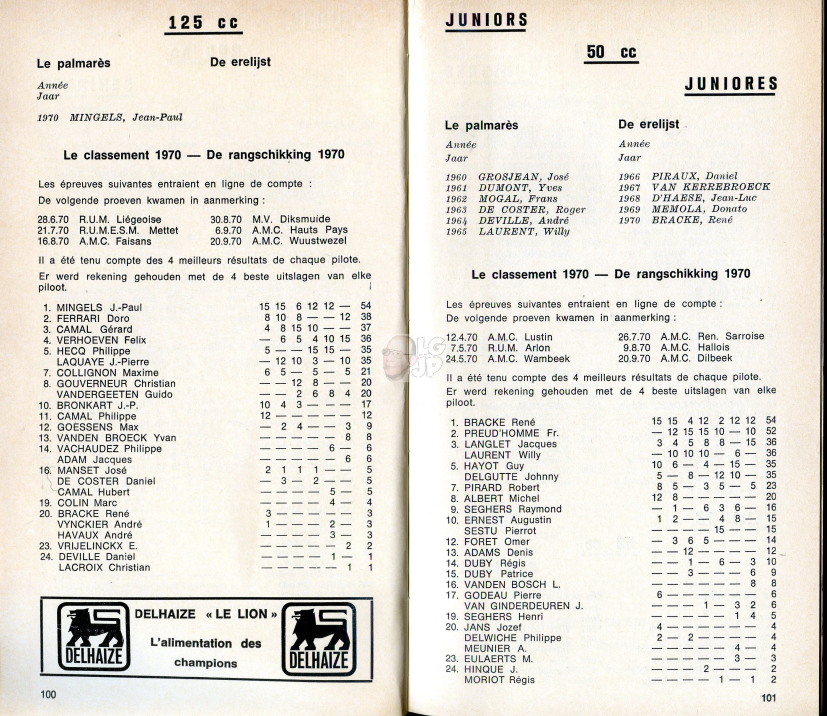 125 cc
Le palmarès De erelijst
Année
Jaar
1970 MINGELS, Jean-Paul
Le classement 1970 — De rangschikking 1970
Les épreuves suivantes entraient en ligne de compte :
De volgende proeven kwamen in aanmerking :
28.6.70 R.U.M. Liégeoise 30.8.70 M.V. Diksmuide
21.7.70 R.U.M.E.S.M. Mettet 6.9.70 A.M.C. Hauts Pays
16.8.70 A.M.C. Faisans 20.9.70 A.M.C. Wuustwezel
Il a été tenu compte des 4 meilleurs résultats de chaque pilote.
Er werd rekening gehouden met de 4 beste uitslagen van elke
piloot.
1. MINGELS J.-Paul 15 15 6 12 12 — 54
2. FERRARI Doro 8 10 8 — — 12 38
3. CAMAL Gérard 4 8 15 10 — — 37
4. VERHOEVEN Felix — 6 5 4 10 15 36
5. HECQ Philippe 5 — — 15 15 — 35
LAQUAYE J.-Pierre — 12 10 3 — 10 35
7. COLLIGNON Maxime 6 5 — 5 — 5 21
8. GOUVERNEUR Christian — — 12 8 — — 20
VANDERGEETEN Guido — — 2 6 8 4 20
10. BRONKART J.-P. 10 4 3 — — — 17
11. CAMAL Philippe 12 — — — — — 12
12. GOESSENS Max — 2 4 — — 3 9
13. VANDEN BROECK Yvan — — — — — 8 8
14. VACHAUDEZ Philippe — — — — 6 — 6
ADAM Jacques — — — — — 6 6
16. MANSET José 2 1 1 1 — — 5
DE COSTER Daniel — 3 — 2 — — 5
CAMAL Hubert — — — — 5 — 5
19. COLIN Marc — — — — 4 — 4
20. BRACKE René 3 — — — — — 3
VYNCKIER André 1 — — — 2 — 3
HAVAUX André — — — — 3 — 3
23. VRIJELINCKX E. — — — — — 2 2
24. DEVILLE Daniel — — — — 1 — 1
LACROIX Christian — — — — — 1 1
DELHAIZE
DELHAIZE « LE LION »
L'alimentation des
champions
DELHAIZE
100
JUNIORS
50 cc
JUNIORES
Le palmarès De erelijst
Année Année
Jaar Jaar
1960 GROSJEAN, José 1966 PIRAUX, Daniel
1961 DUMONT, Yves 1967 VAN KERREBROECK
1962 MOGAL, Frans 1968 D'HAESE, Jean-Luc
1963 DE COSTER, Roger 1969 MEMOLA, Donato
1964 DEVILLE, André 1970 BRACKE, René
1965 LAURENT, Willy
Le classement 1970 — De rangschikking 1970
Les épreuves suivantes entraient en ligne de compte :
De volgende proeven kwamen in aanmerking :
12.4.70 A.M.C. Lustin 26.7.70 A.M.C. Ren. Sarroise
7.5.70 R.U.M. Arlon 9.8.70 A.M.C. Hallois
24.5.70 A.M.C. Wambeek 20.9.70 A.M.C. Dilbeek
Il a été tenu compte des 4 meilleurs résultats de chaque pilote.
Er werd rekening gehouden met de 4 beste uitslagen van elke
piloot.
1. BRACKE René 15 15 4 12 2 12 12 54
2. PREUD'HOMME Fr. — 12 15 15 10 — 10 52
3. LANGLET Jacques 3 4 5 8 8 — 15 36
LAURENT Willy — 10 10 10 — 6 — 36
5. HAYOT Guy 10 6 — 4 — 15 — 35
DELGUTTE Johnny 5 — 8 — 12 10 — 35
7. PIRARD Robert 8 5 — 3 5 — 5 23
8. ALBERT Michel 12 8 — — — — — 20
9. SEGHERS Raymond — 1 — 6 3 6 — 16
10. ERNEST Augustin 1 2 — — 4 8 — 15
SESTU Pierrot — — — — 15 — — 15
12. FORET Omer — 3 6 5 — — — 14
13. ADAMS Denis — — 12 — — — — 12
14. DUBY Régis — — 1 — 6 — 3 10
15. DUBY Patrice — — 3 — — — 6 9
16. VANDEN BOSCH L. — — — — — — 8 8
17. GODEAU Pierre 6 — — — — — — 6
VAN GINDERDEUREN J. — — — 1 — 3 2 6
19. SEGHERS Henri — — — — — 1 4 5
20. JANS Jozef 4 — — — — — — 4
DELWICHE Philippe 2 — 2 — — — — 4
MEUNIER A. — — — — — 4 — 4
23. EULAERTS M. — — — — — 3 — 3
24. HINQUE J. — — — 2 — — — 2
MORIOT Régis — — — — 1 — 1 2
101
LG
JP